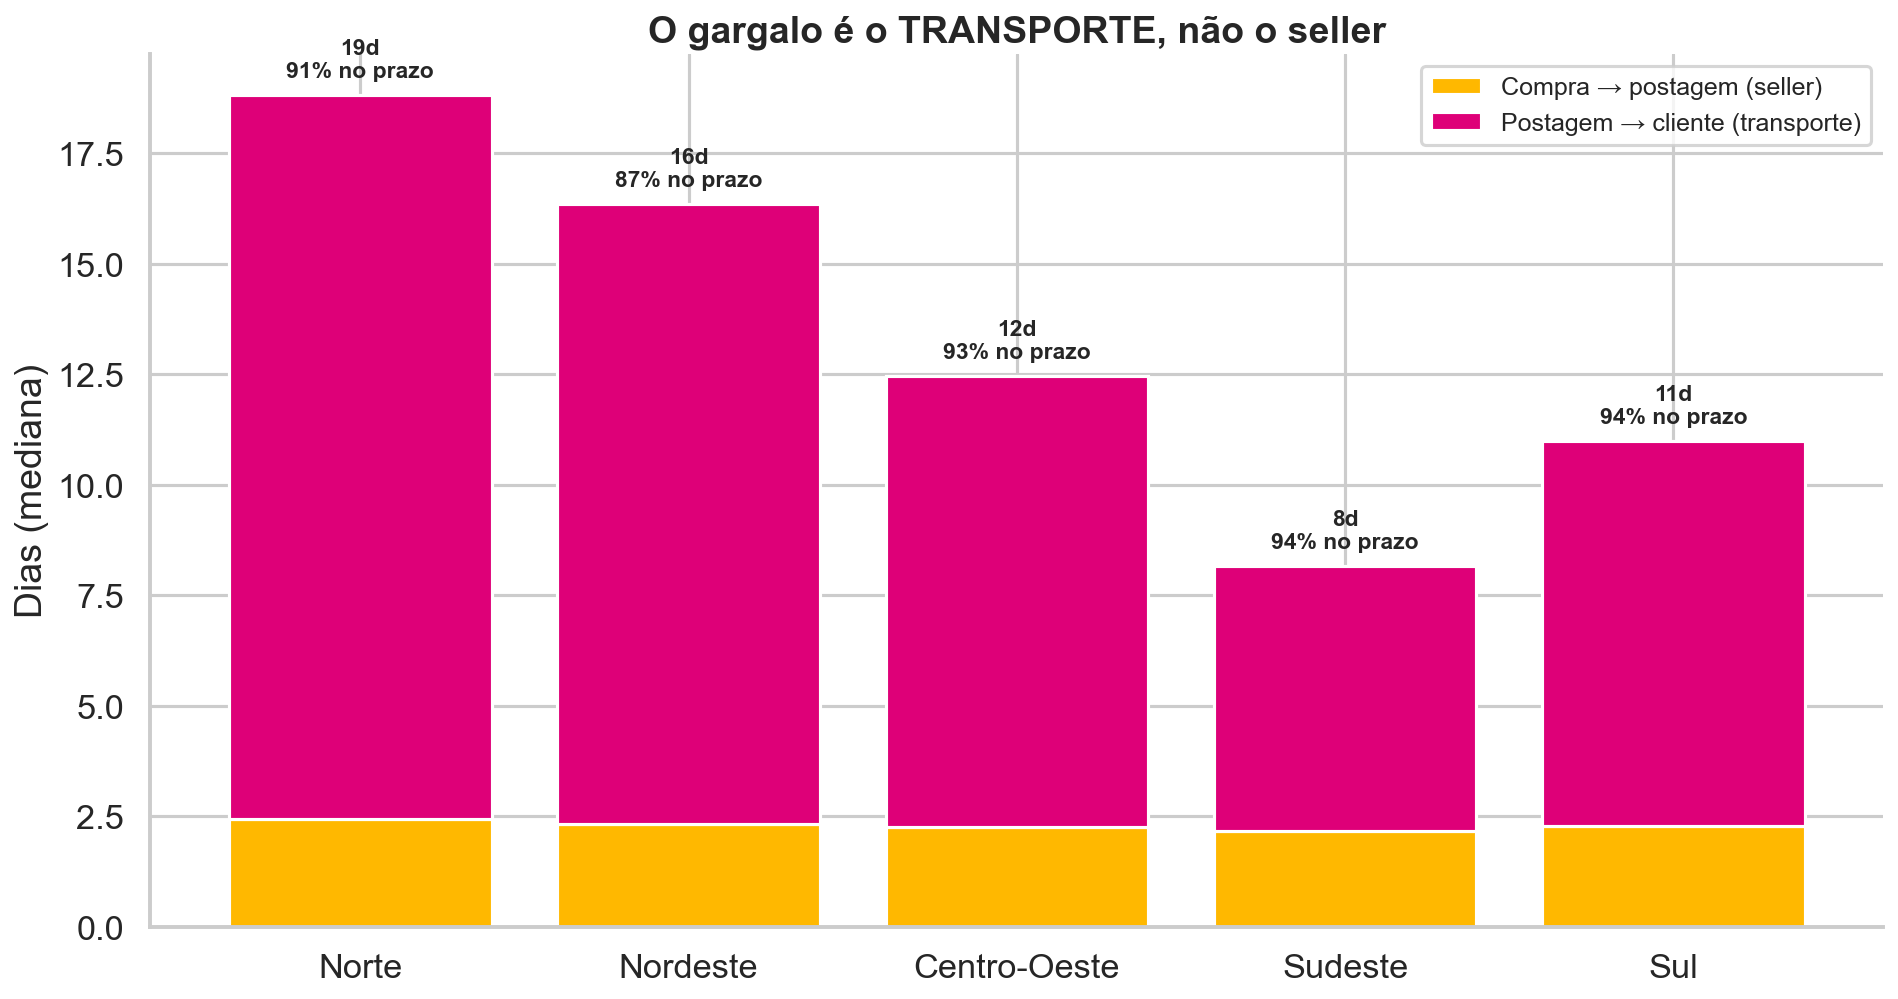 O gargalo é o TRANSPORTE, não o seller
Compra → postagem (seller)
Postagem → cliente (transporte)
19d
91% no prazo
16d
87% no prazo
12d
93% no prazo
8d
94% no prazo
11d
94% no prazo
Dias (mediana)
17.5
15.0
12.5
10.0
7.5
5.0
2.5
0.0
Norte
Nordeste
Centro-Oeste
Sudeste
Sul